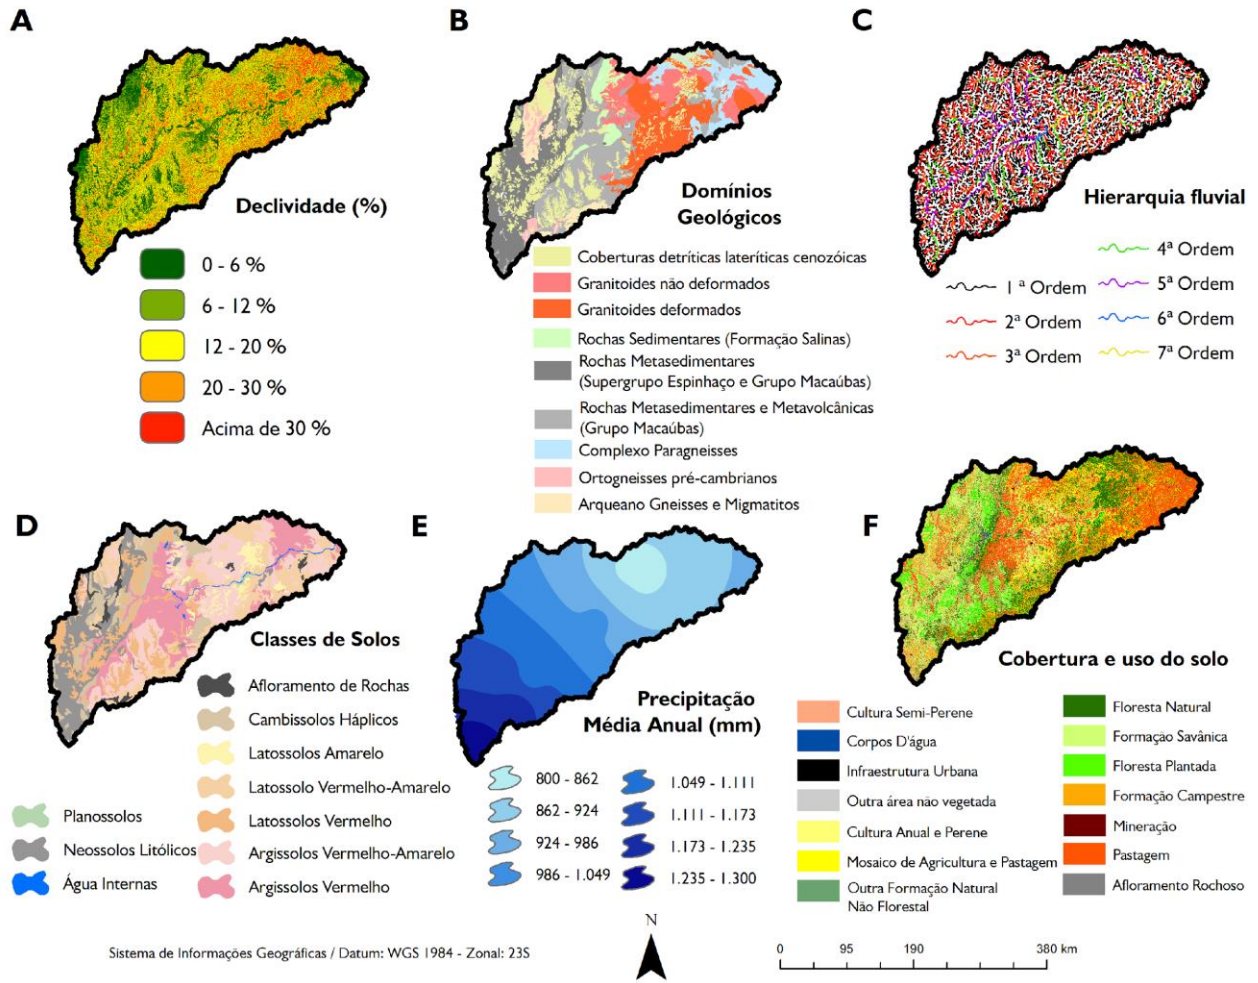 A
Declividade (%)
0 - 6 %
6 - 12 %
12 - 20%
20 - 30 %
Acima de 30 %
B
Domínios
Geológicos
Coberturas detríticas lateríticas cenozóicas
Granitoides não deformados
Granitoides deformados
Rochas Sedimentares (Formação Salinas)
Rochas Metasedimentares
(Supergrupo Espinhaço e Grupo Macaúbas)
Rochas Metasedimentares e Metavolcânicas
(Grupo Macaúbas)
Complexo Paragneisses
Ortogneisses pré-cambrianos
Arqueano Gneisses e Migmatitos
C
Hierarquia fluvial
1 ª Ordem
2ª Ordem
3ª Ordem
4ª Ordem
5ª Ordem
6ª Ordem
7ª Ordem
D
Classes de Solos
Planossolos
Neossolos Litólicos
Água Internas
Afloramento de Rochas
Cambissolos Háplicos
Latossolos Amarelo
Latossolo Vermelho-Amarelo
Latossolos Vermelho
Argissolos Vermelho-Amarelo
Argissolos Vermelho
E
Precipitação
Média Anual (mm)
800 - 862
862 - 924
924 - 986
986 - 1.049
1.049 - 1.111
1.111 - 1.173
1.173 - 1.235
1.235 - 1.300
F
Cobertura e uso do solo
Cultura Semi-Perene
Corpos D'água
Infraestrutura Urbana
Outra área não vegetada
Cultura Anual e Perene
Mosaico de Agricultura e Pastagem
Outra Formação Natural
Não Florestal
Floresta Natural
Formação Savânica
Floresta Plantada
Formação Campestre
Mineração
Pastagem
Afloramento Rochoso
Sistema de Informações Geográficas / Datum: WGS 1984 - Zonal: 23S
N
0 95 190 380 km